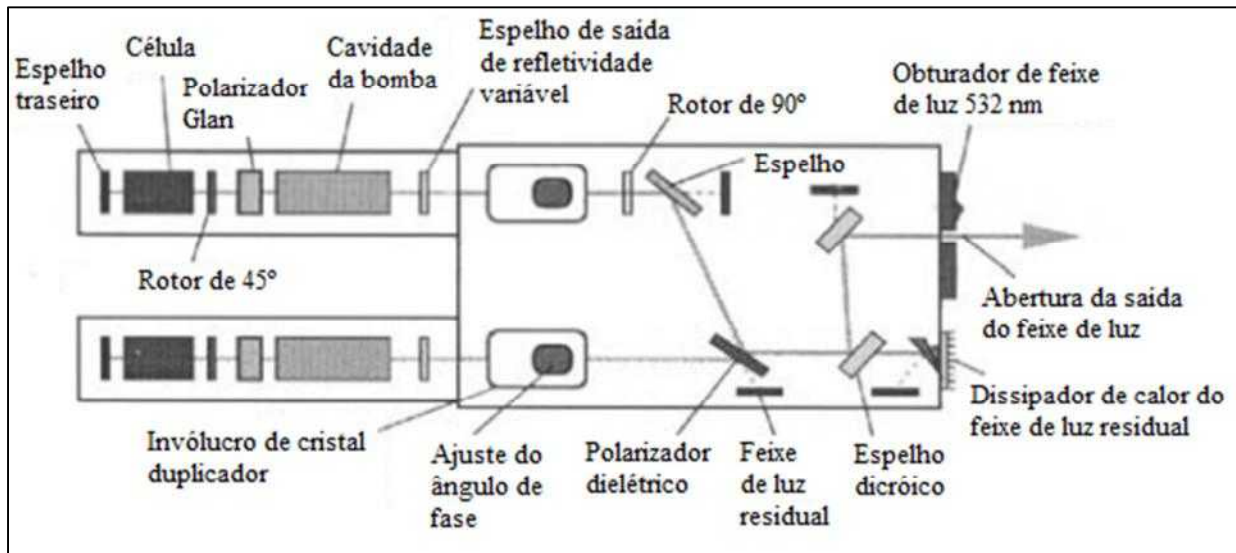 Espelho
traseiro
Célula
Polarizador
Glan
Cavidade
da bomba
Espelho de saída
de refletividade
variável
Rotor de 90º
Espelho
Obturador de feixe
de luz 532 nm
Rotor de 45º
Abertura da saída
do feixe de luz
Invólucro de cristal
duplicador
Ajuste do
ângulo de
fase
Polarizador
dielétrico
Feixe
de luz
residual
Espelho
dicróico
Dissipador de calor do
feixe de luz residual